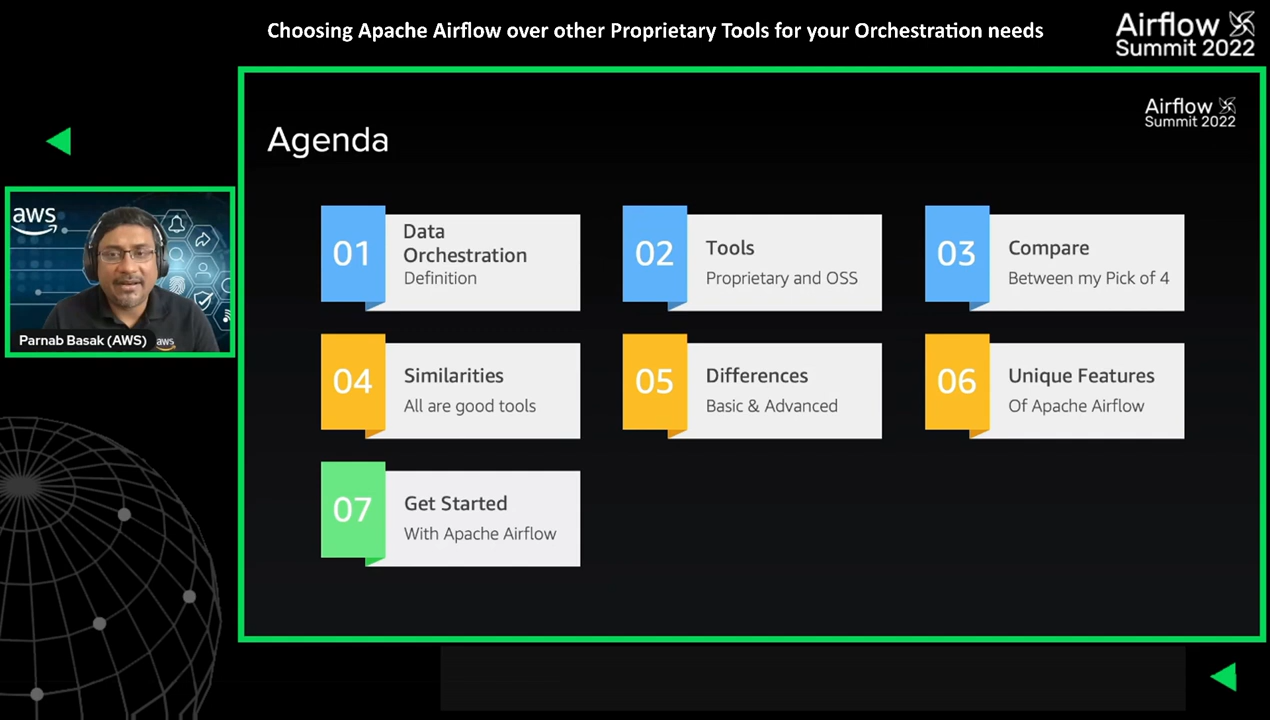 Choosing Apache Airflow over other Proprietary Tools for your Orchestration needs
Airflow
Summit 2022
Airflow
Summit 2022
Agenda
aws
Parnab Basak (AWS)
aws
01
Data
Orchestration
Definition
02
Tools
Proprietary and OSS
03
Compare
Between my Pick of 4
04
Similarities
All are good tools
05
Differences
Basic & Advanced
06
Unique Features
Of Apache Airflow
07
Get Started
With Apache Airflow